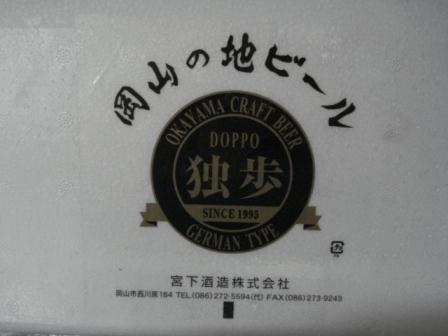 岡山の地ビール
OKAYAMA CRAFT BEER
DOPPO
独歩
SINCE 1995
GERMAN TYPE
宮下酒造株式会社
岡山市西川原184 TEL(086)272-5594(代) FAX(086)273-9243